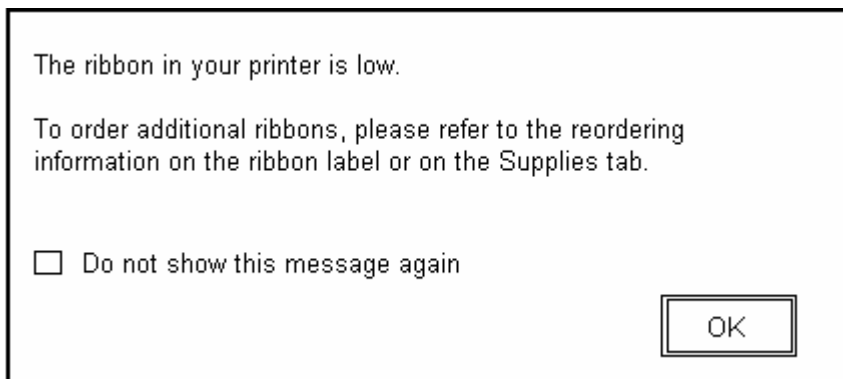 The ribbon in your printer is low.
To order additional ribbons, please refer to the reordering
information on the ribbon label or on the Supplies tab.
Do not show this message again
OK